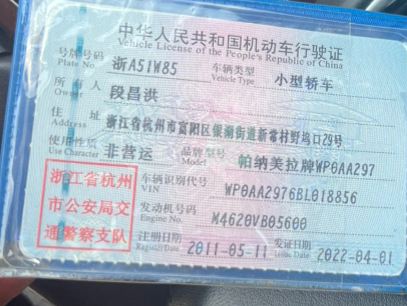 中华人民共和国机动车行驶证
Vehicle License of the People's Republic of China
号牌号码 浙A51W85 车辆类型 小型轿车
Plate No. Vehicle Type
所有人 段昌洪
Owner
住址 浙江省杭州市富阳区银湖街道新常村野坞口29号
Address
使用性质 非营运 品牌型号 帕纳美拉牌WP0AA297
Use Character Model
浙江省杭州市公安局交通警察支队
车辆识别代号 WP0AA2976BL018856
VIN
发动机号码 M4620VB05600
Engine No.
注册日期 2011-05-11 发证日期 2022-04-01
Register Date Issue Date